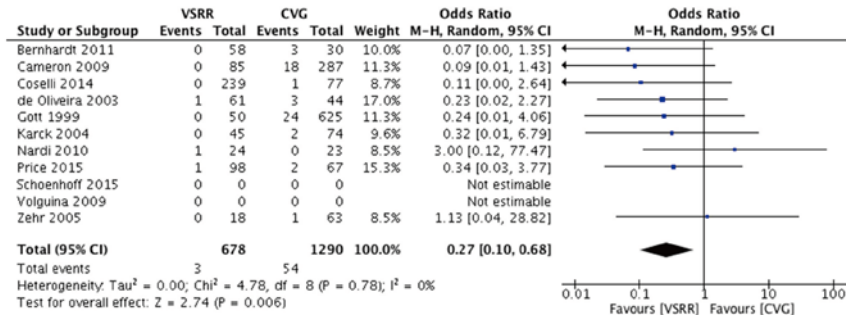 VSRR CVG Odds Ratio Odds Ratio
Study or Subgroup Events Total Events Total Weight M-H, Random, 95% CI M-H, Random, 95% CI
Bernhardt 2011 0 58 3 30 10.0% 0.07 [0.00, 1.35]
Cameron 2009 0 85 18 287 11.3% 0.09 [0.01, 1.43]
Coselli 2014 0 239 1 77 8.7% 0.11 [0.00, 2.64]
de Oliveira 2003 1 61 3 44 17.0% 0.23 [0.02, 2.27]
Gott 1999 0 50 24 625 11.3% 0.24 [0.01, 4.06]
Karck 2004 0 45 2 74 9.6% 0.32 [0.01, 6.79]
Nardi 2010 1 24 0 23 8.5% 3.00 [0.12, 77.47]
Price 2015 1 98 2 67 15.3% 0.34 [0.03, 3.77]
Schoenhoff 2015 0 0 0 0 Not estimable
Volguina 2009 0 0 0 0 Not estimable
Zehr 2005 0 18 1 63 8.5% 1.13 [0.04, 28.82]
Total (95% CI) 678 1290 100.0% 0.27 [0.10, 0.68]
Total events 3 54
Heterogeneity: Tau² = 0.00; Chi² = 4.78, df = 8 (P = 0.78); I² = 0%
Test for overall effect: Z = 2.74 (P = 0.006)
0.01 0.1 1 10 100
Favours [VSRR] Favours [CVG]